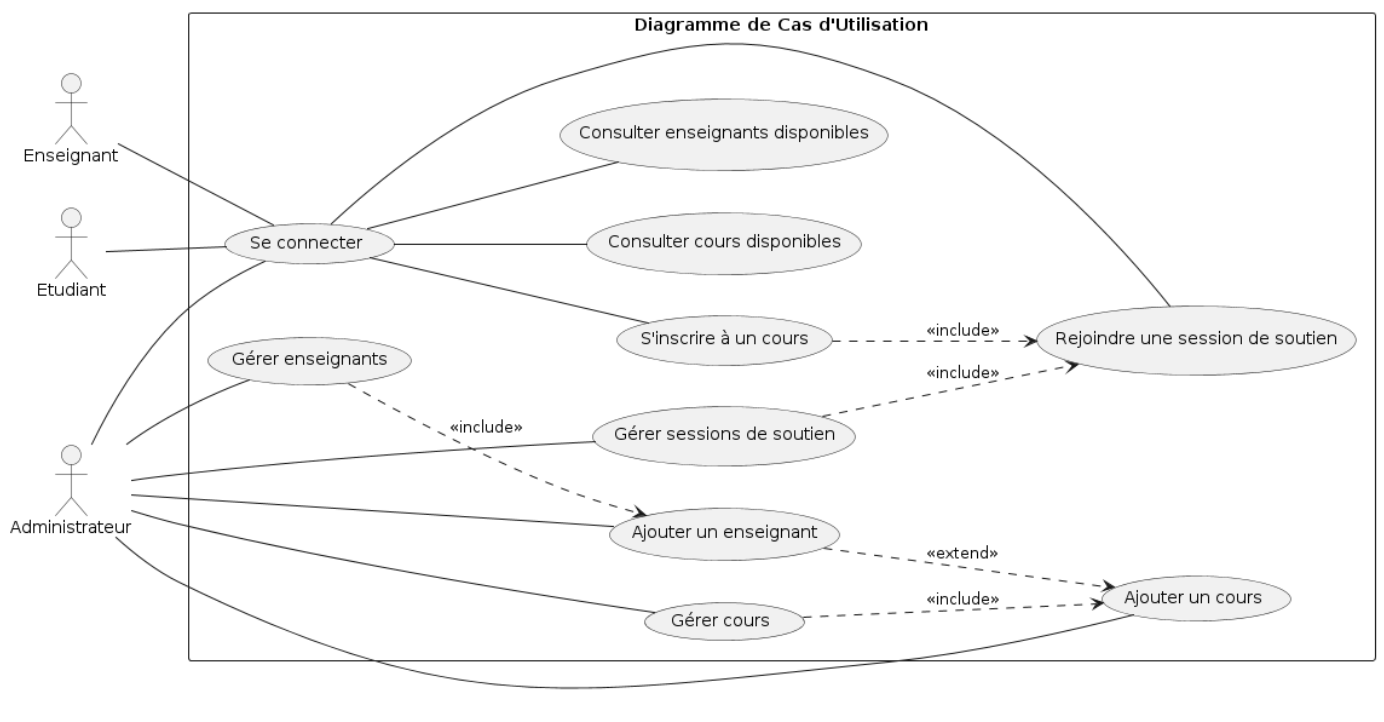 Diagramme de Cas d'Utilisation
Enseignant
Consulter enseignants disponibles
Se connecter
Consulter cours disponibles
Etudiant
S'inscrire à un cours
«include»
Rejoindre une session de soutien
Gérer enseignants
«include»
«include»
Gérer sessions de soutien
Administrateur
Ajouter un enseignant
«extend»
«include»
Ajouter un cours
Gérer cours